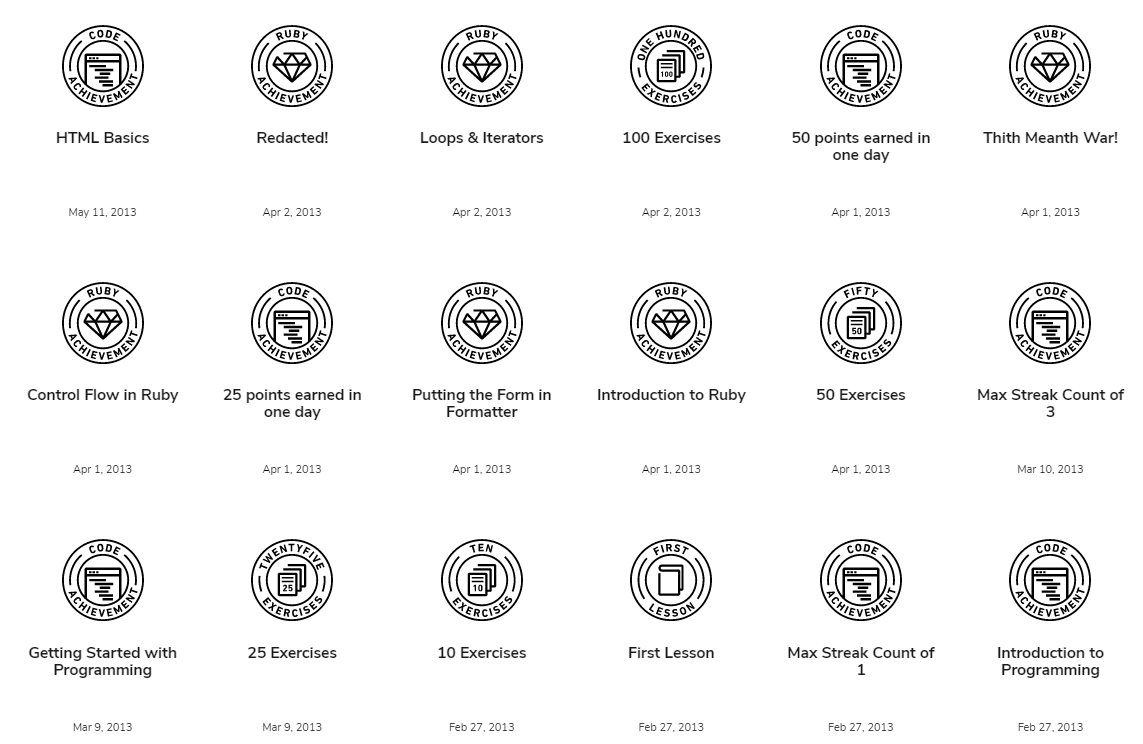 CODE ACHIEVEMENT
RUBY ACHIEVEMENT
RUBY ACHIEVEMENT
ONE HUNDRED 100 EXERCISES
CODE ACHIEVEMENT
RUBY ACHIEVEMENT
HTML Basics
Redacted!
Loops & Iterators
100 Exercises
50 points earned in
one day
Thith Meanth War!
May 11, 2013
Apr 2, 2013
Apr 2, 2013
Apr 2, 2013
Apr 1, 2013
Apr 1, 2013
RUBY ACHIEVEMENT
CODE ACHIEVEMENT
RUBY ACHIEVEMENT
RUBY ACHIEVEMENT
FIFTY 50 EXERCISES
CODE ACHIEVEMENT
Control Flow in Ruby
25 points earned in
one day
Putting the Form in
Formatter
Introduction to Ruby
50 Exercises
Max Streak Count of
3
Apr 1, 2013
Apr 1, 2013
Apr 1, 2013
Apr 1, 2013
Apr 1, 2013
Mar 10, 2013
CODE ACHIEVEMENT
TWENTYFIVE 25 EXERCISES
TEN 10 EXERCISES
FIRST LESSON
CODE ACHIEVEMENT
CODE ACHIEVEMENT
Getting Started with
Programming
25 Exercises
10 Exercises
First Lesson
Max Streak Count of
1
Introduction to
Programming
Mar 9, 2013
Mar 9, 2013
Feb 27, 2013
Feb 27, 2013
Feb 27, 2013
Feb 27, 2013